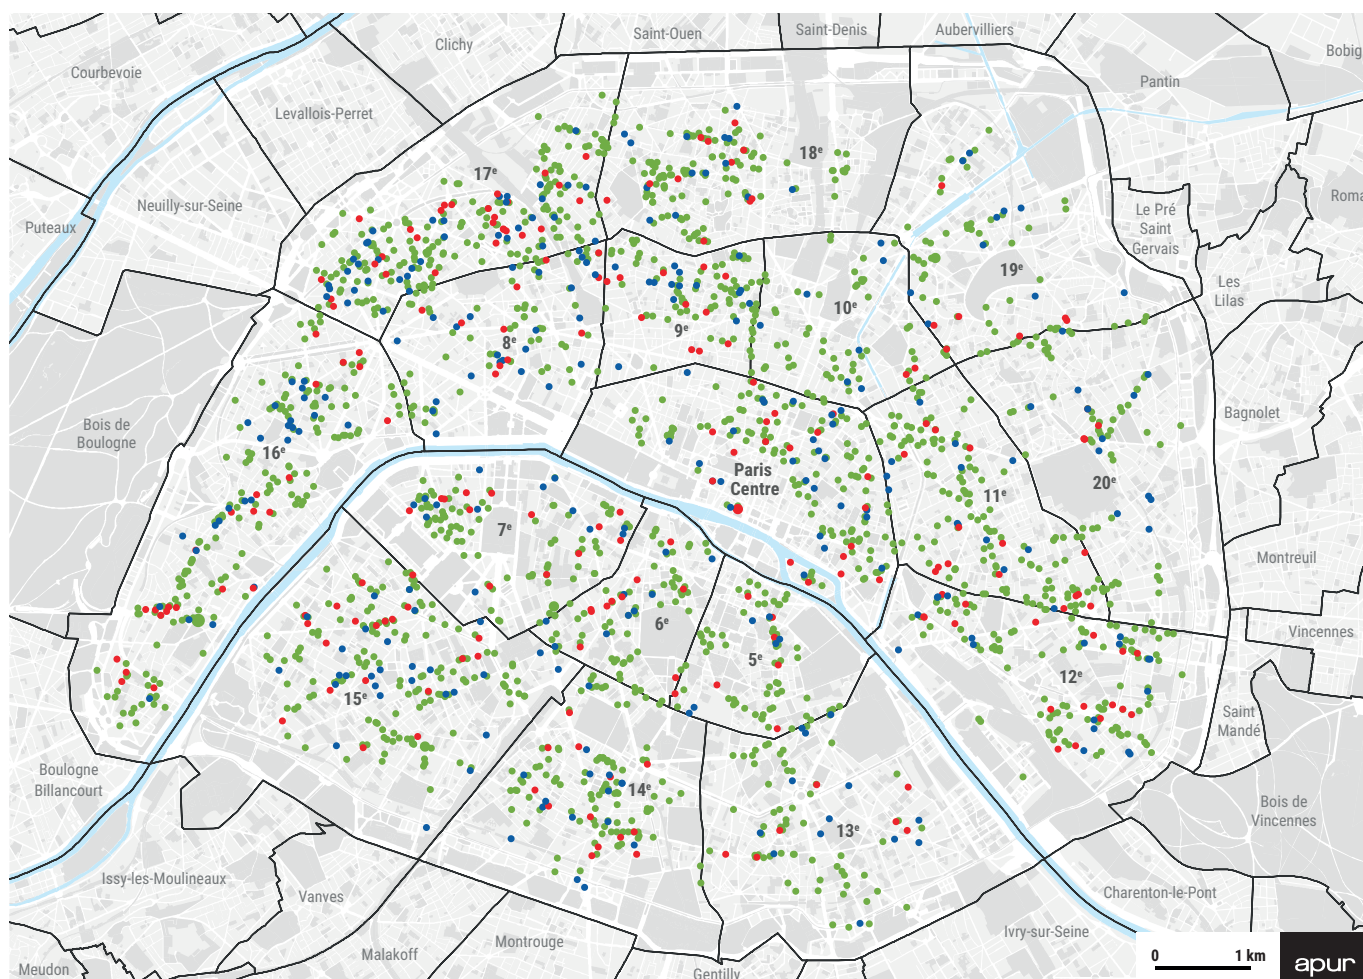 Saint-Ouen
Saint-Denis
Aubervilliers
Clichy
Bobig
Courbevoie
Pantin
Levallois-Perret
18e
17e
Roma
Neuilly-sur-Seine
Le Pré
Saint
Gervais
Puteaux
19e
Les
Lilas
10e
9e
8e
Bagnolet
Bois de
Boulogne
16e
Paris
Centre
20e
11e
7e
Montreuil
6e
Vincennes
5e
12e
15e
Saint
Mandé
Boulogne
Billancourt
14e
Bois de
Vincennes
13e
Issy-les-Moulineaux
Vanves
Charenton-le-Pont
Ivry-sur-Seine
Montrouge
Malakoff
Meudon
Gentilly
0 1 km
apur